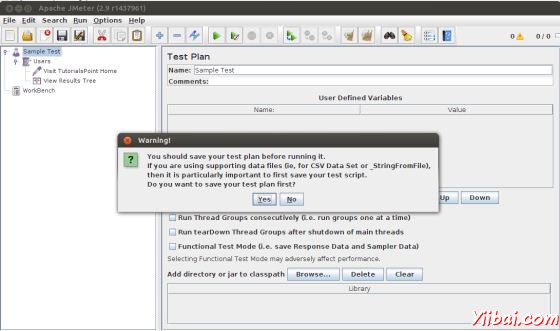 Apache JMeter (2.9 r1437961)
File Edit Search Run Options Help
0
0 / 0
Sample Test
Users
Visit TutorialsPoint Home
View Results Tree
WorkBench
Test Plan
Name: Sample Test
Comments:
User Defined Variables
Name: Value
Warning!
?
You should save your test plan before running it.
If you are using supporting data files (ie, for CSV Data Set or _StringFromFile),
then it is particularly important to first save your test script.
Do you want to save your test plan first?
Yes No
Up Down
Run Thread Groups consecutively (i.e. run groups one at a time)
Run tearDown Thread Groups after shutdown of main threads
Functional Test Mode (i.e. save Response Data and Sampler Data)
Selecting Functional Test Mode may adversely affect performance.
Add directory or jar to classpath Browse... Delete Clear
Library
Xiibai.com